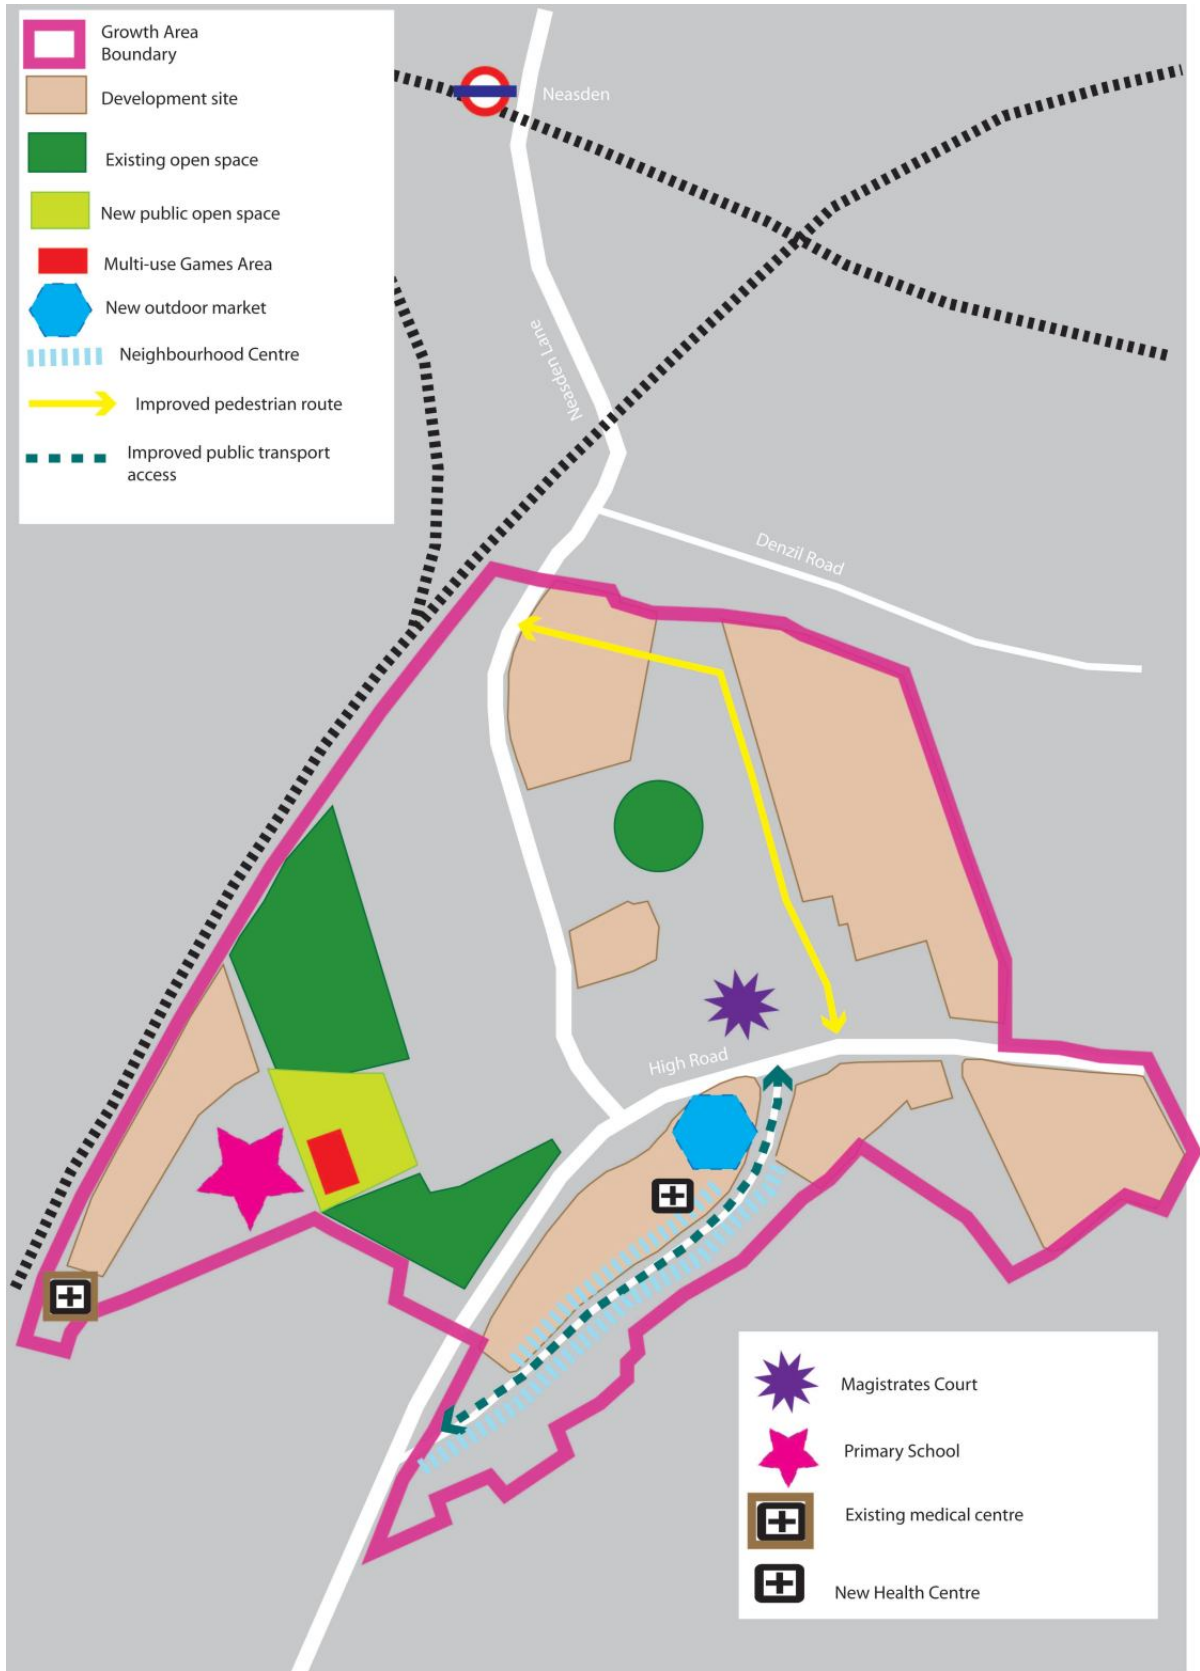 Growth Area
Boundary
Development site
Existing open space
New public open space
Multi-use Games Area
New outdoor market
Neighbourhood Centre
Improved pedestrian route
Improved public transport
access
Neasden
Neasden Lane
Denzil Road
High Road
Magistrates Court
Primary School
Existing medical centre
New Health Centre